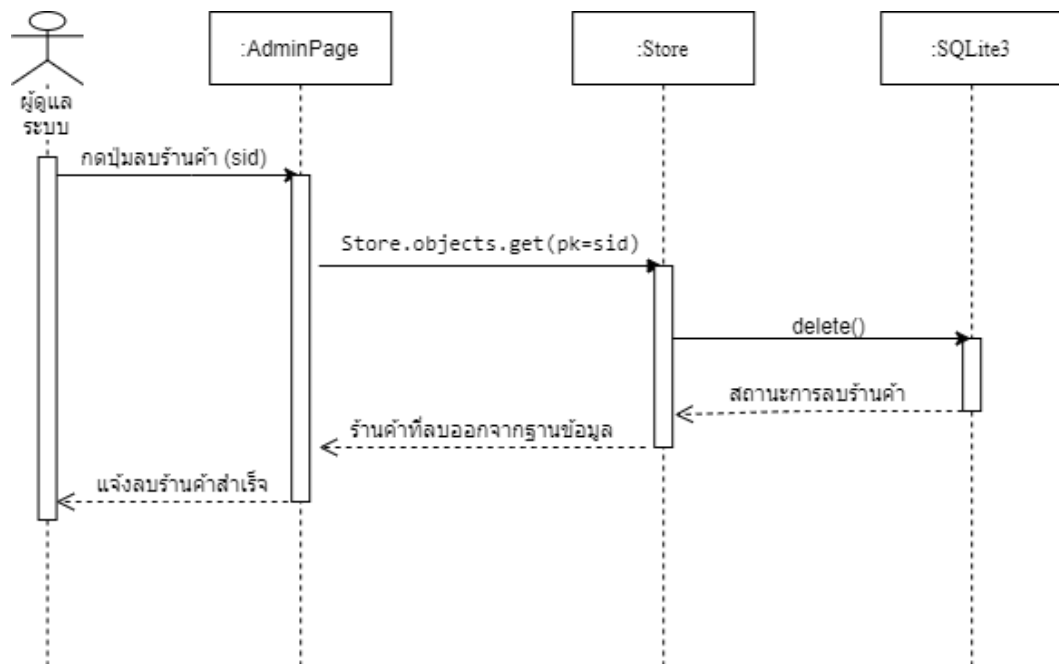 :AdminPage
:Store
:SQLite3
ผู้ดูแล
ระบบ
กดปุ่มลบร้านค้า (sid)
Store.objects.get(pk=sid)
delete()
สถานะการลบร้านค้า
ร้านค้าที่ลบออกจากฐานข้อมูล
แจ้งลบร้านค้าสำเร็จ